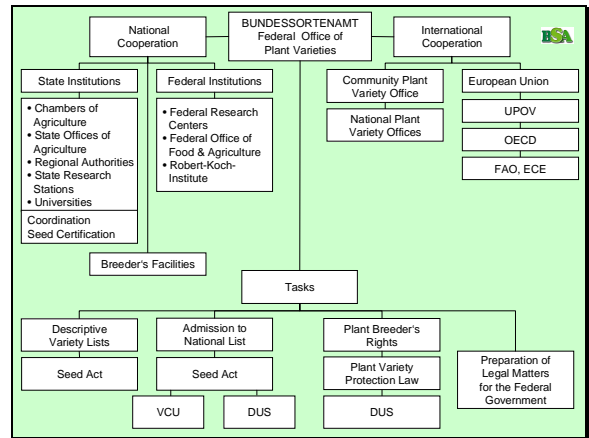 BUNDESSORTENAMT
Federal Office of
Plant Varieties
National
Cooperation
International
Cooperation
BSA
State Institutions
Federal Institutions
Community Plant
Variety Office
European Union
• Chambers of
Agriculture
• State Offices of
Agriculture
• Regional Authorities
• State Research
Stations
• Universities
Coordination
Seed Certification
• Federal Research
Centers
• Federal Office of
Food & Agriculture
• Robert-Koch-
Institute
National Plant
Variety Offices
UPOV
OECD
FAO, ECE
Breeder's Facilities
Tasks
Descriptive
Variety Lists
Seed Act
Admission to
National List
Seed Act
VCU
DUS
Plant Breeder's
Rights
Plant Variety
Protection Law
DUS
Preparation of
Legal Matters
for the Federal
Government